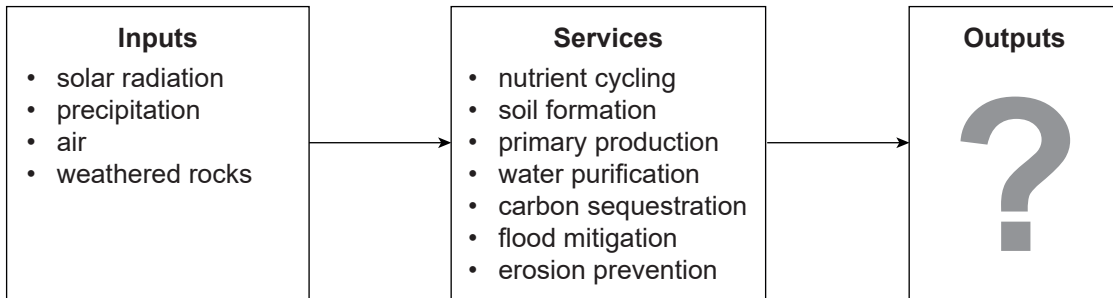 Inputs
• solar radiation
• precipitation
• air
• weathered rocks
Services
• nutrient cycling
• soil formation
• primary production
• water purification
• carbon sequestration
• flood mitigation
• erosion prevention
Outputs
?